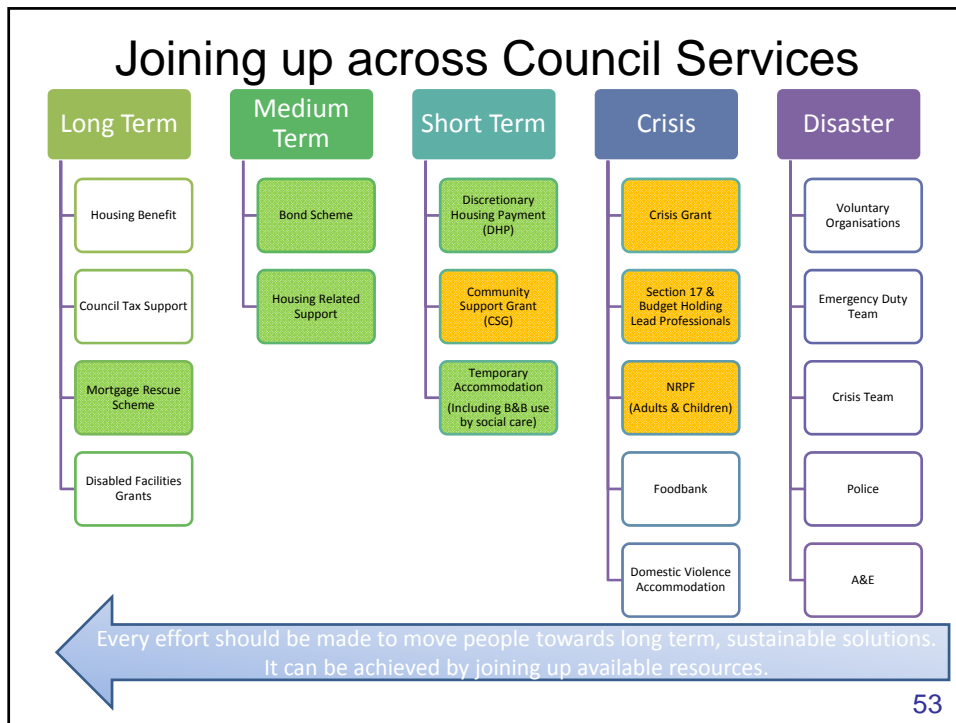 Joining up across Council Services
Long Term
Housing Benefit
Council Tax Support
Mortgage Rescue
Scheme
Disabled Facilities
Grants
Medium
Term
Bond Scheme
Housing Related
Support
Short Term
Discretionary
Housing Payment
(DHP)
Community
Support Grant
(CSG)
Temporary
Accommodation
(Including B&B use
by social care)
Crisis
Crisis Grant
Section 17 &
Budget Holding
Lead Professionals
NRPF
(Adults & Children)
Foodbank
Domestic Violence
Accommodation
Disaster
Voluntary
Organisations
Emergency Duty
Team
Crisis Team
Police
A&E
Every effort should be made to move people towards long term, sustainable solutions.
It can be achieved by joining up available resources.
53